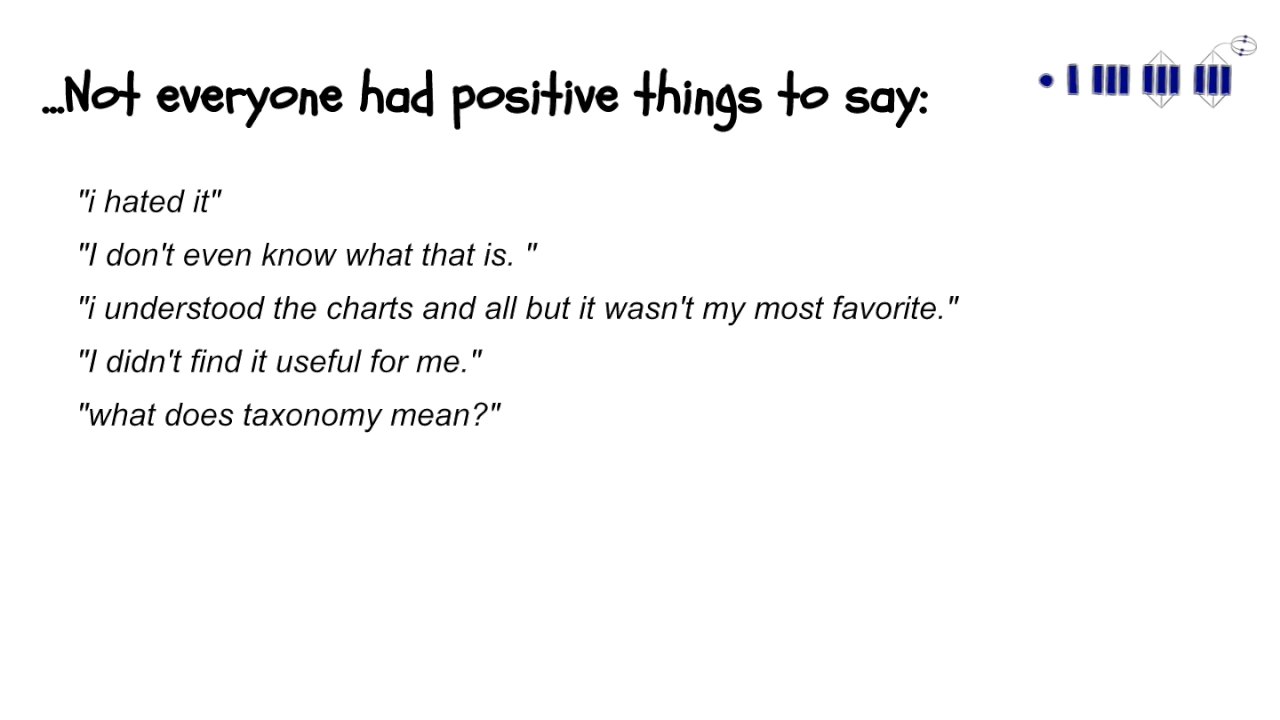 ...Not everyone had positive things to say:
"i hated it"
"I don't even know what that is. "
"i understood the charts and all but it wasn't my most favorite."
"I didn't find it useful for me."
"what does taxonomy mean?"